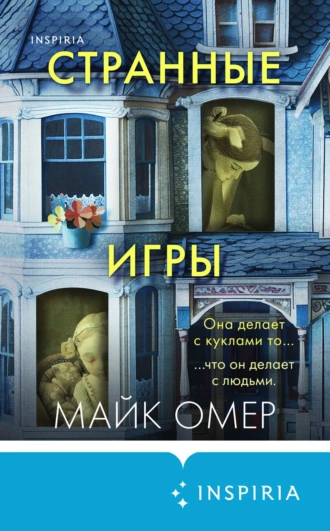 INSPIRIA
СТРАННЫЕ
ИГРЫ
Она делает
с куклами то...
...что он делает
с людьми.
МАЙК ОМЕР
INSPIRIA